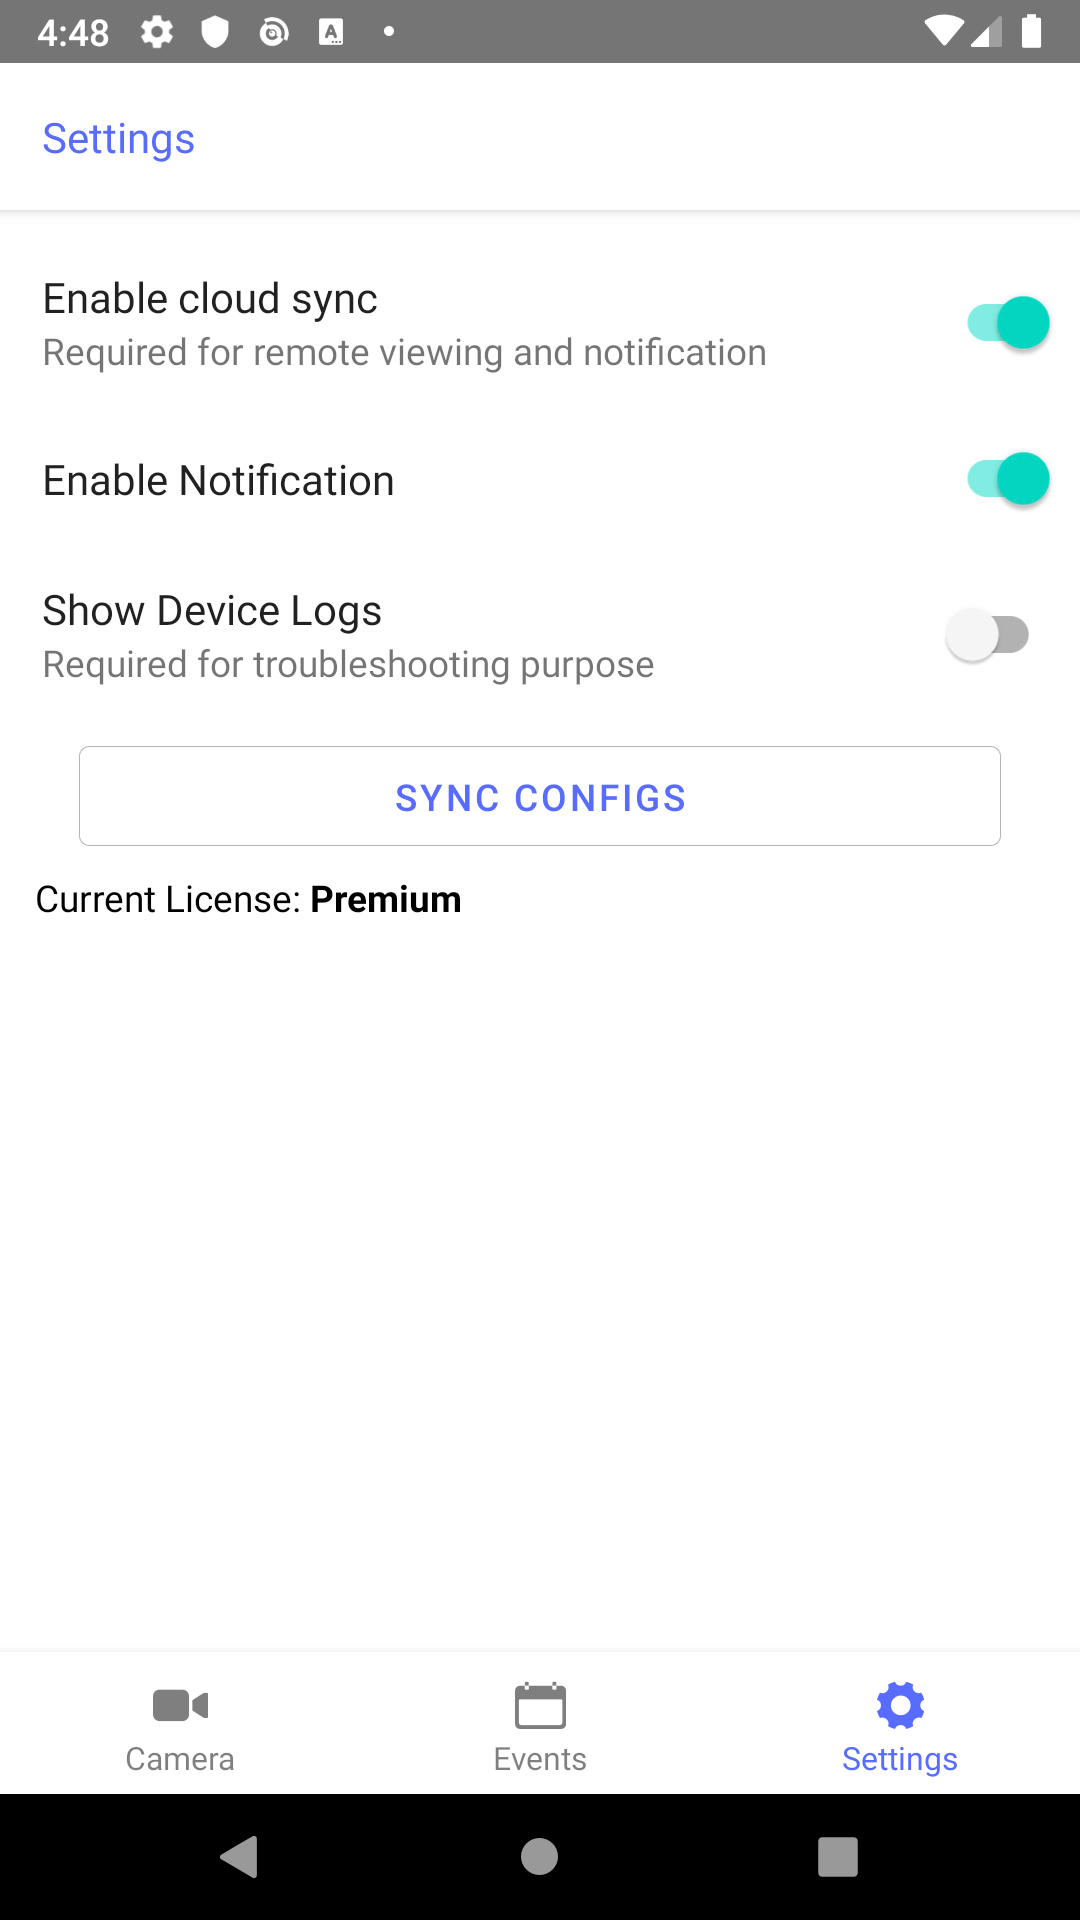 4:48
Settings
Enable cloud sync
Required for remote viewing and notification
Enable Notification
Show Device Logs
Required for troubleshooting purpose
SYNC CONFIGS
Current License: Premium
Camera
Events
Settings